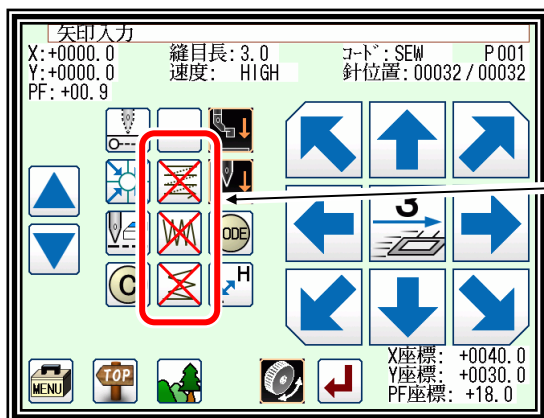 矢印入力
X:+0000.0 縫目長:3.0 コード:SEW P001
Y:+0000.0 速度: HIGH 針位置:00032/00032
PF:+00.9
3
C H
MENU TOP
X座標: +0040.0
Y座標: +0030.0
PF座標: +18.0